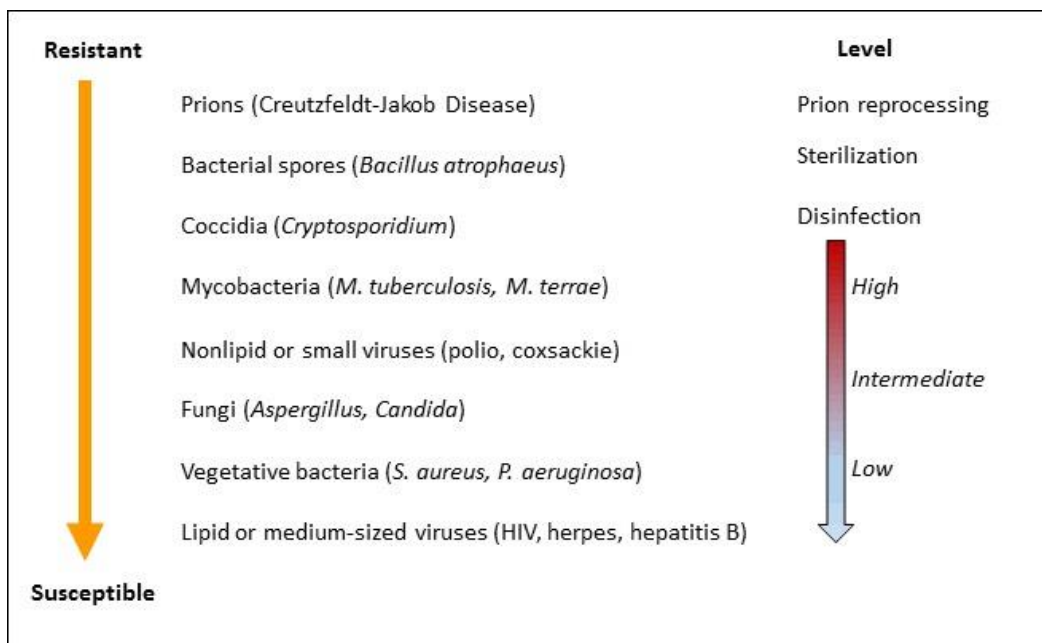 Resistant
Level
Prions (Creutzfeldt-Jakob Disease)
Prion reprocessing
Bacterial spores (Bacillus atrophaeus)
Sterilization
Coccidia (Cryptosporidium)
Disinfection
Mycobacteria (M. tuberculosis, M. terrae)
High
Nonlipid or small viruses (polio, coxsackie)
Intermediate
Fungi (Aspergillus, Candida)
Vegetative bacteria (S. aureus, P. aeruginosa)
Low
Lipid or medium-sized viruses (HIV, herpes, hepatitis B)
Susceptible